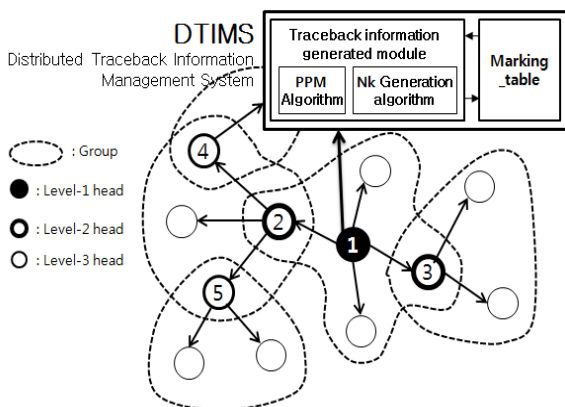 DTIMS
Distributed Traceback Information
Management System
Traceback information
generated module
PPM
Algorithm
Nk Generation
algorithm
Marking
_table
: Group
: Level-1 head
: Level-2 head
: Level-3 head
4
2
1
3
5